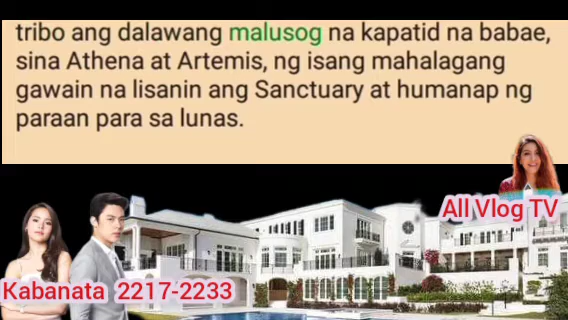 tribo ang dalawang malusog na kapatid na babae,
sina Athena at Artemis, ng isang mahalagang
gawain na lisanin ang Sanctuary at humanap ng
paraan para sa lunas.
All Vlog TV
Kabanata 2217-2233